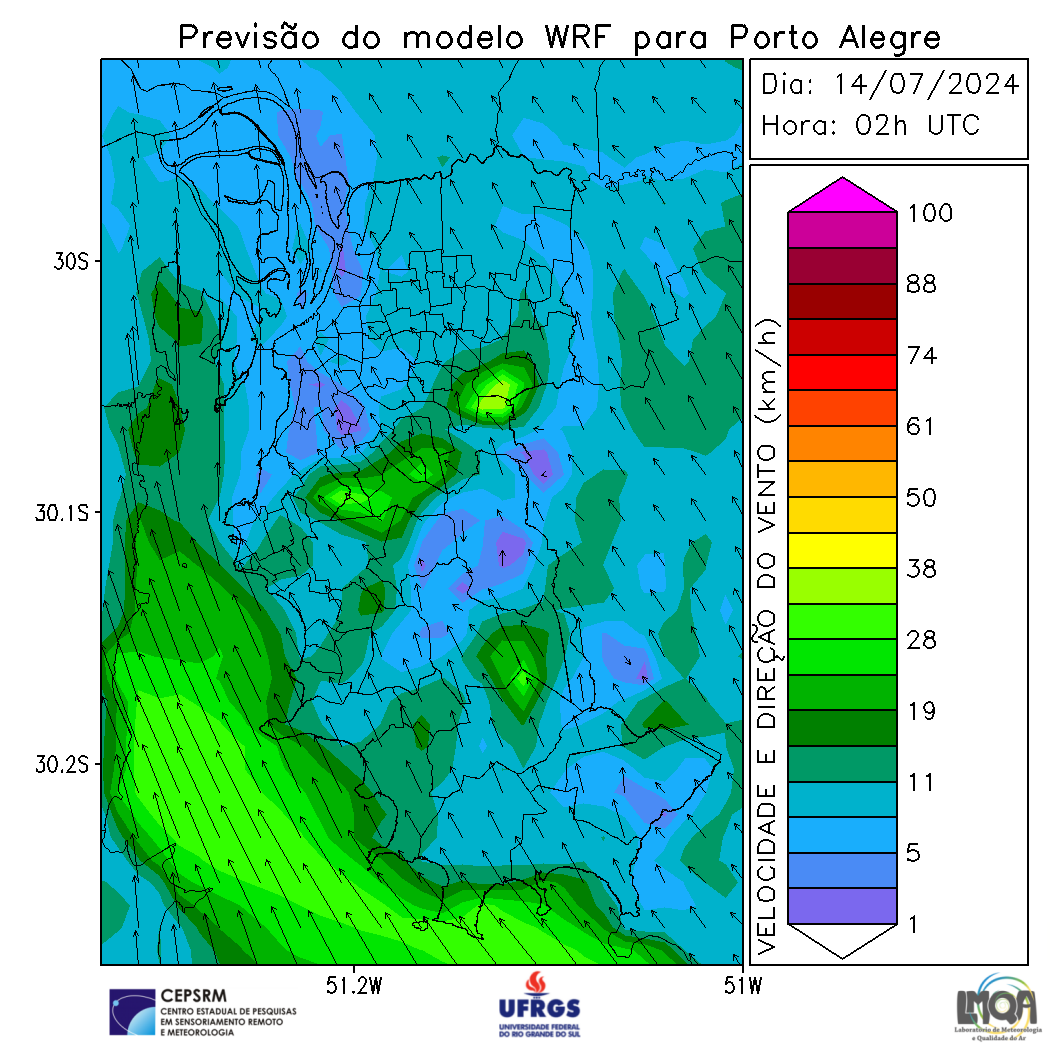 Previsão do modelo WRF para Porto Alegre
Dia: 14/07/2024
Hora: 02h UTC
30S
30.1S
30.2S
51.2W
51W
VELOCIDADE E DIREÇÃO DO VENTO (km/h)
100
88
74
61
50
38
28
19
11
5
1
CEPSRM
CENTRO ESTADUAL DE PESQUISAS
EM SENSORIAMENTO REMOTO
E METEOROLOGIA
UFRGS
UNIVERSIDADE FEDERAL
DO RIO GRANDE DO SUL
LMQA
Laboratório de Meteorologia
e Qualidade do Ar